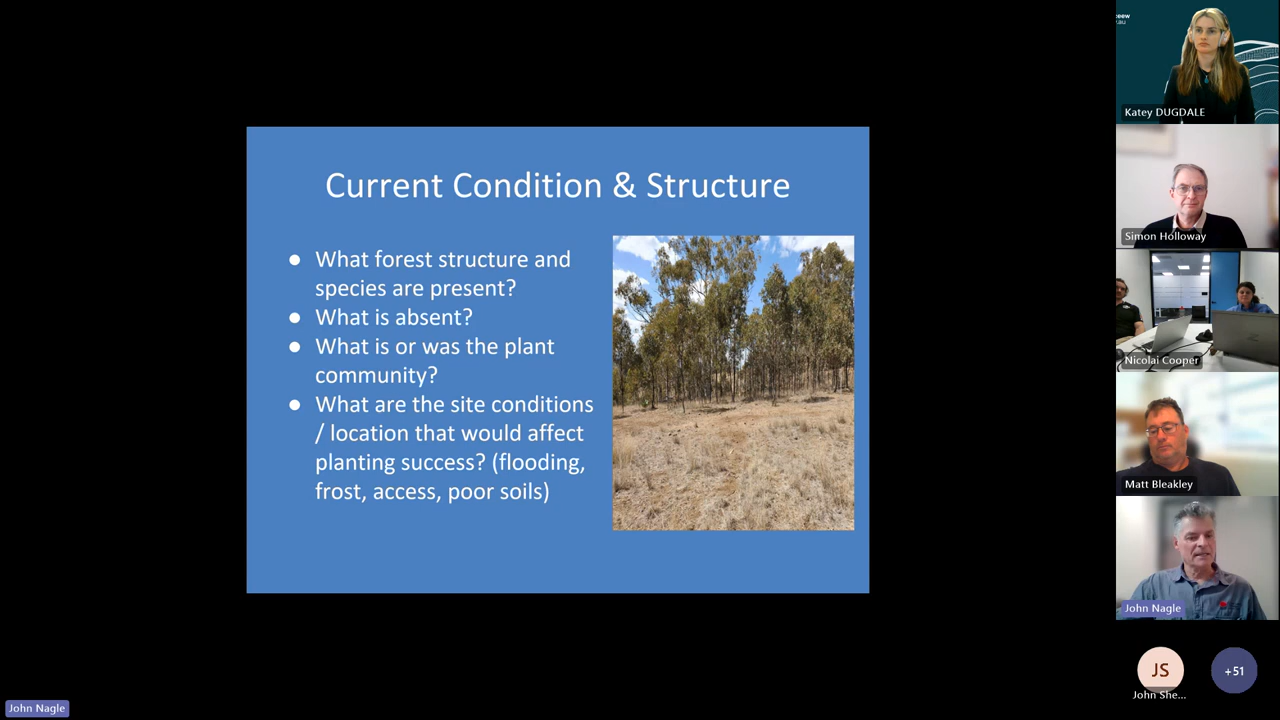 Current Condition & Structure
● What forest structure and
species are present?
● What is absent?
● What is or was the plant
community?
● What are the site conditions
/ location that would affect
planting success? (flooding,
frost, access, poor soils)
Katey DUGDALE
Simon Holloway
Nicolai Cooper
Matt Bleakley
John Nagle
JS
John She...
+51
John Nagle